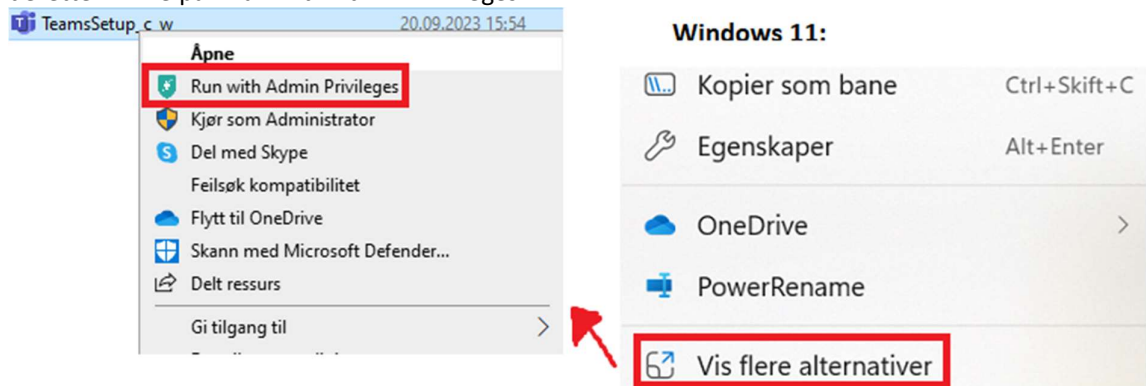 TeamsSetup_c_w 20.09.2023 15:54
Åpne
Run with Admin Privileges
Kjør som Administrator
Del med Skype
Feilsøk kompatibilitet
Flytt til OneDrive
Skann med Microsoft Defender...
Delt ressurs
Gi tilgang til
Windows 11:
Kopier som bane Ctrl+Skift+C
Egenskaper Alt+Enter
OneDrive
PowerRename
Vis flere alternativer